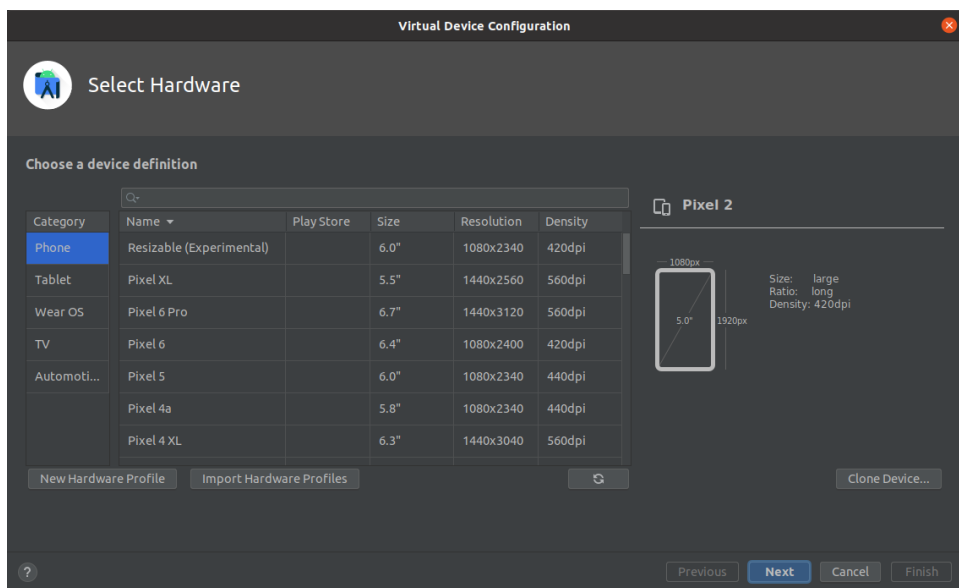 Virtual Device Configuration
Select Hardware
Choose a device definition
Category Name Play Store Size Resolution Density
Phone Resizable (Experimental) 6.0" 1080x2340 420dpi
Tablet Pixel XL 5.5" 1440x2560 560dpi
Wear OS Pixel 6 Pro 6.7" 1440x3120 560dpi
TV Pixel 6 6.4" 1080x2400 420dpi
Automoti... Pixel 5 6.0" 1080x2340 440dpi
Pixel 4a 5.8" 1080x2340 440dpi
Pixel 4 XL 6.3" 1440x3040 560dpi
New Hardware Profile Import Hardware Profiles
Pixel 2
1080px
5.0"
1920px
Size: large
Ratio: long
Density: 420dpi
Clone Device...
? Previous Next Cancel Finish